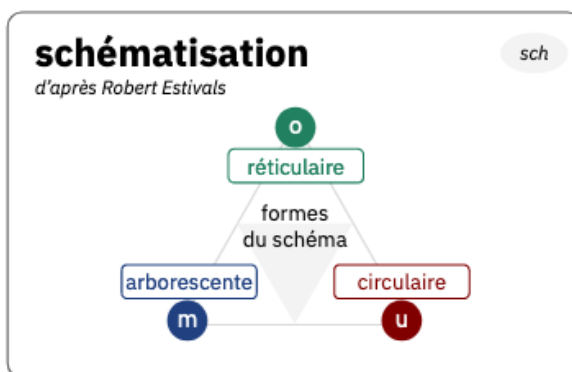 schématisation
sch
d'après Robert Estivals
o
réticulaire
formes
du schéma
arborescente
circulaire
m
u